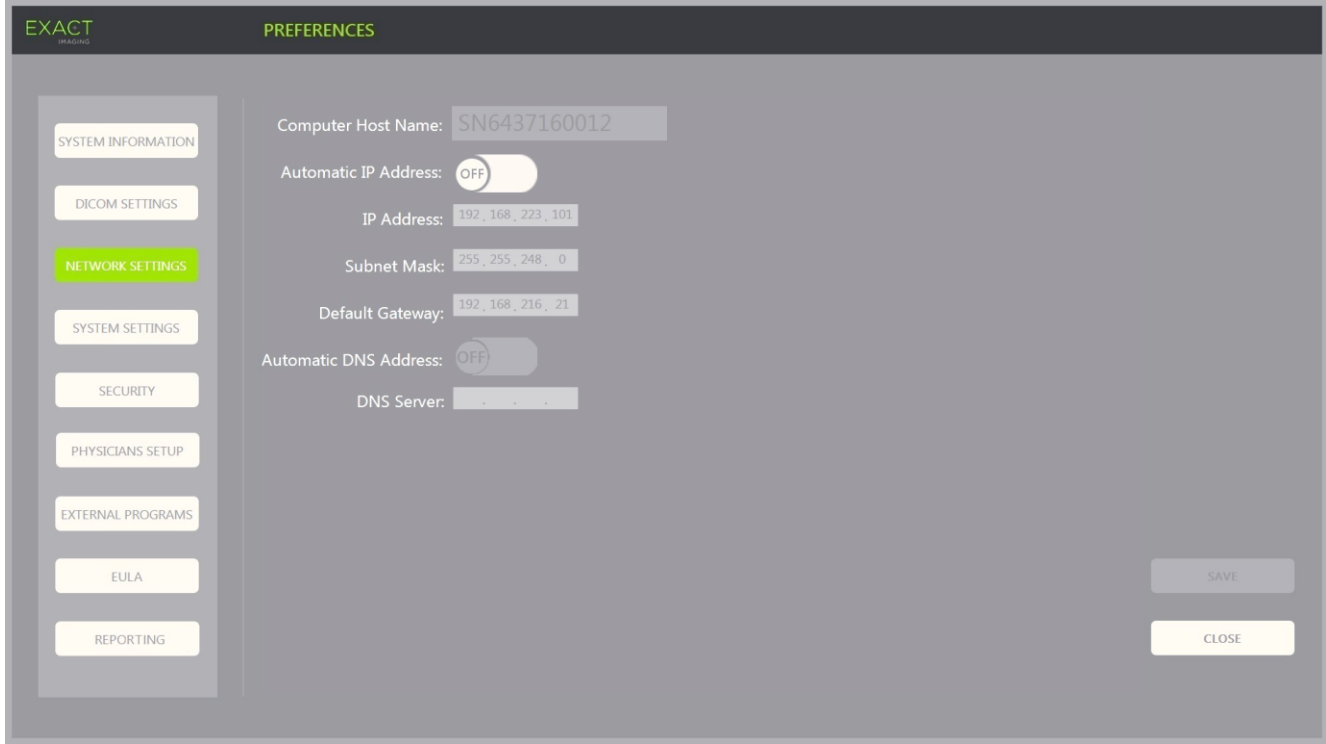 EXACT
IMAGING
PREFERENCES
SYSTEM INFORMATION
DICOM SETTINGS
NETWORK SETTINGS
SYSTEM SETTINGS
SECURITY
PHYSICIANS SETUP
EXTERNAL PROGRAMS
EULA
REPORTING
Computer Host Name: SN6437160012
Automatic IP Address: OFF
IP Address: 192 . 168 . 223 . 101
Subnet Mask: 255 . 255 . 248 . 0
Default Gateway: 192 . 168 . 216 . 21
Automatic DNS Address: OFF
DNS Server: . . .
SAVE
CLOSE